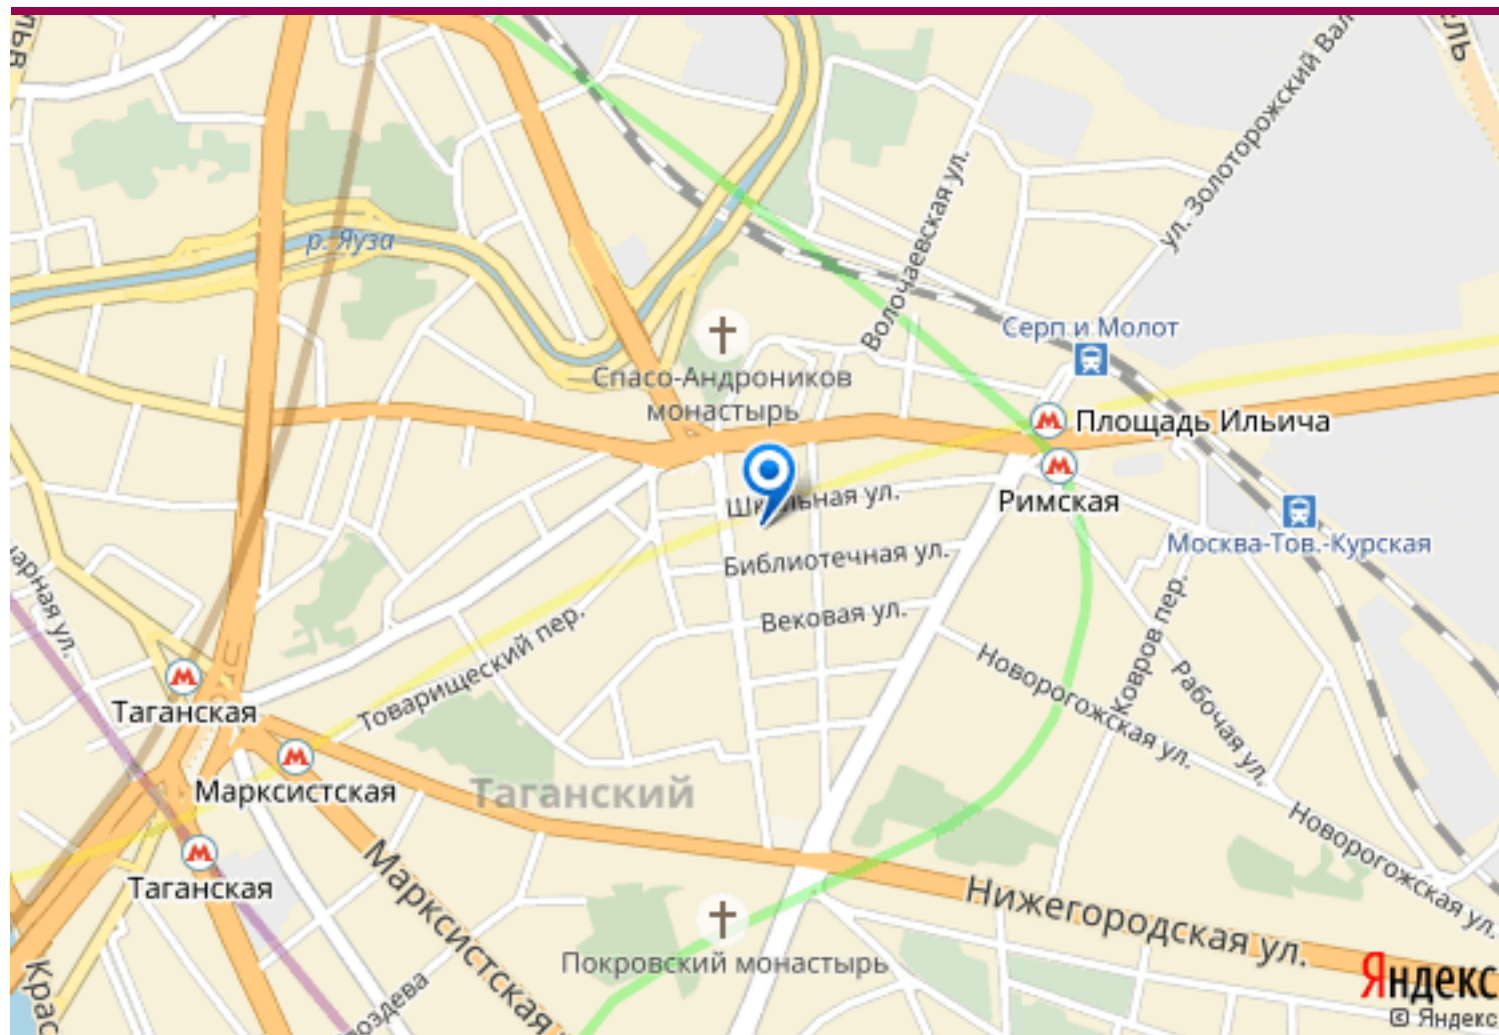 р. Яуза
Волочаевская ул.
ул. Золоторожский Вал
Серп и Молот
Спасо-Андроников
монастырь
Площадь Ильича
Римская
Школьная ул.
Москва-Тов.-Курская
Библиотечная ул.
Вековая ул.
Товарищеский пер.
Новорогожская ул.
Ковров пер.
Рабочая ул.
Таганская
Марксистская
Таганский
Таганская
Новорогожская ул.
Марксистская
Нижегородская ул.
Покровский монастырь
Яндекс
© Яндекс